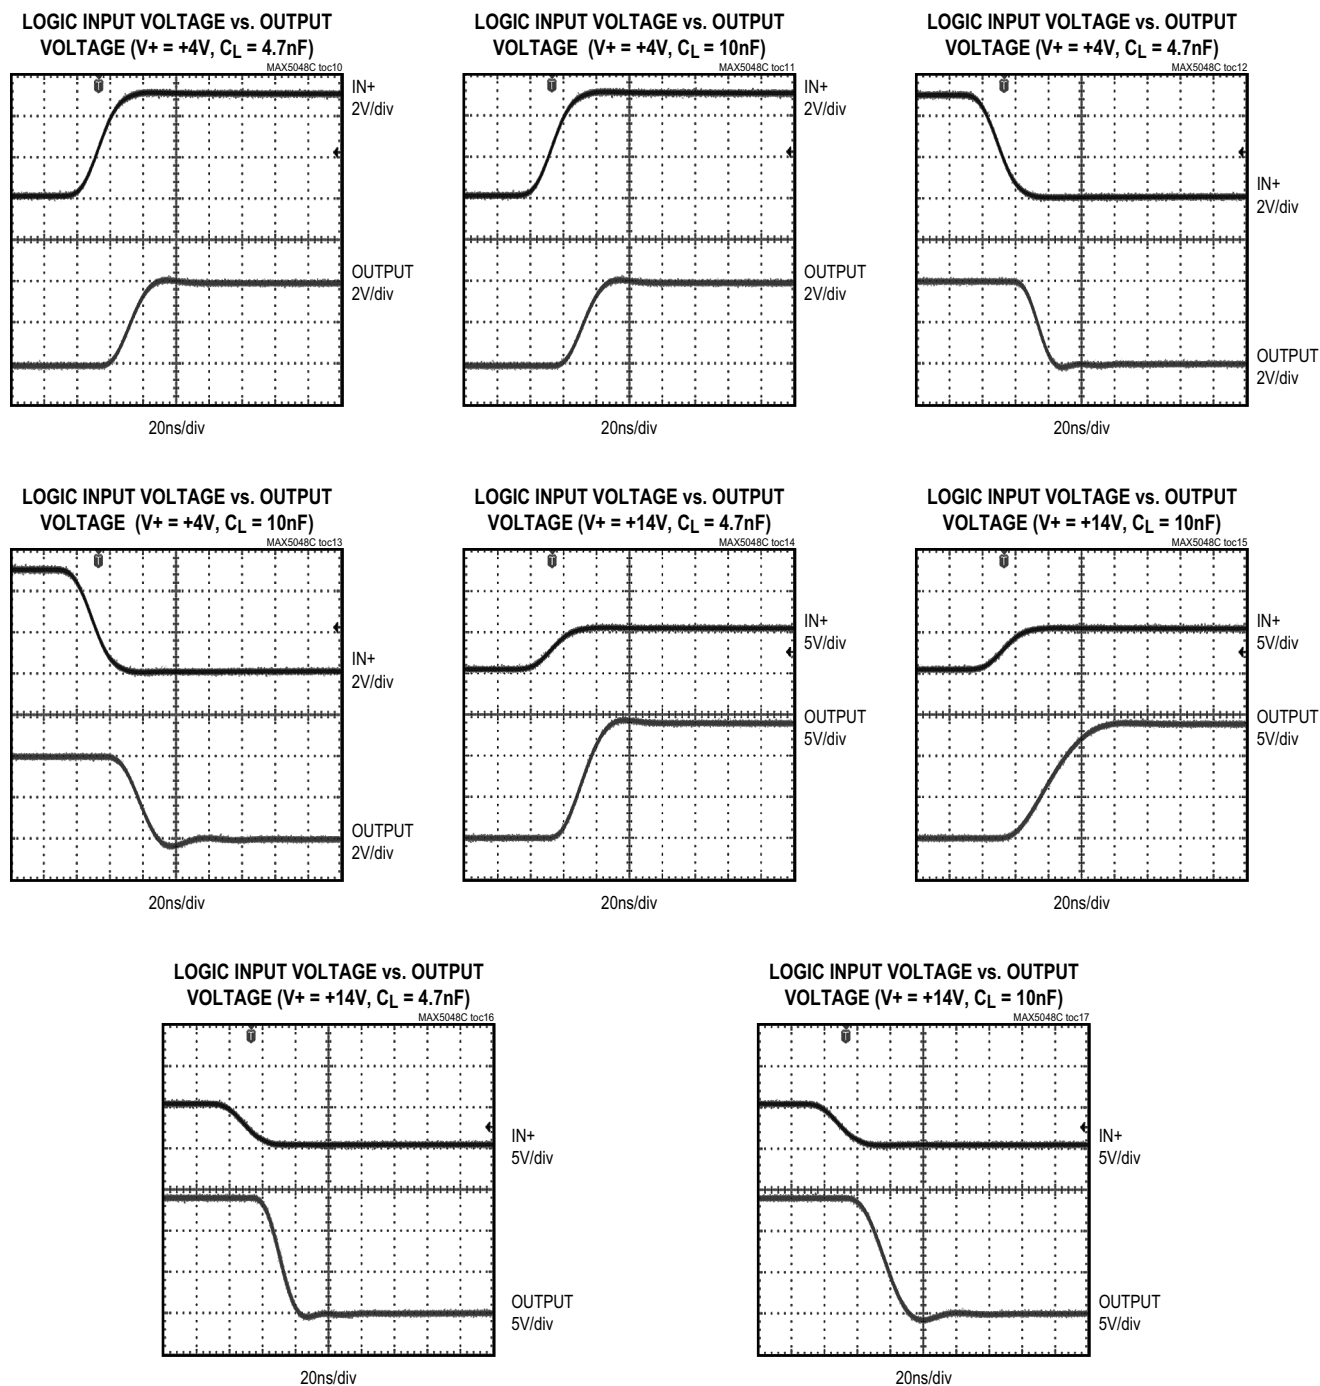 LOGIC INPUT VOLTAGE vs. OUTPUT
VOLTAGE (V+ = +4V, CL = 4.7nF)
MAX5048C toc10
T
IN+
2V/div
OUTPUT
2V/div
20ns/div
LOGIC INPUT VOLTAGE vs. OUTPUT
VOLTAGE (V+ = +4V, CL = 10nF)
MAX5048C toc11
T
IN+
2V/div
OUTPUT
2V/div
20ns/div
LOGIC INPUT VOLTAGE vs. OUTPUT
VOLTAGE (V+ = +4V, CL = 4.7nF)
MAX5048C toc12
T
IN+
2V/div
OUTPUT
2V/div
20ns/div
LOGIC INPUT VOLTAGE vs. OUTPUT
VOLTAGE (V+ = +4V, CL = 10nF)
MAX5048C toc13
T
IN+
2V/div
OUTPUT
2V/div
20ns/div
LOGIC INPUT VOLTAGE vs. OUTPUT
VOLTAGE (V+ = +14V, CL = 4.7nF)
MAX5048C toc14
T
IN+
5V/div
OUTPUT
5V/div
20ns/div
LOGIC INPUT VOLTAGE vs. OUTPUT
VOLTAGE (V+ = +14V, CL = 10nF)
MAX5048C toc15
T
IN+
5V/div
OUTPUT
5V/div
20ns/div
LOGIC INPUT VOLTAGE vs. OUTPUT
VOLTAGE (V+ = +14V, CL = 4.7nF)
MAX5048C toc16
T
IN+
5V/div
OUTPUT
5V/div
20ns/div
LOGIC INPUT VOLTAGE vs. OUTPUT
VOLTAGE (V+ = +14V, CL = 10nF)
MAX5048C toc17
T
IN+
5V/div
OUTPUT
5V/div
20ns/div